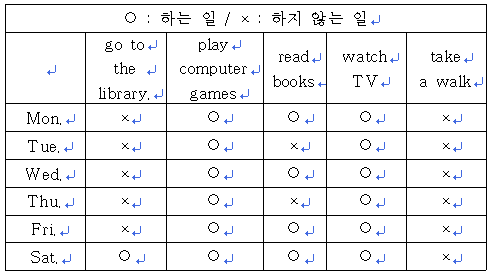 ○ : 하는 일 / × : 하지 않는 일
go to the library. play computer games read books watch TV take a walk
Mon. × ○ ○ ○ ×
Tue. × ○ × ○ ×
Wed. × ○ ○ ○ ×
Thu. × ○ × ○ ×
Fri. × ○ ○ ○ ×
Sat. ○ ○ ○ ○ ×